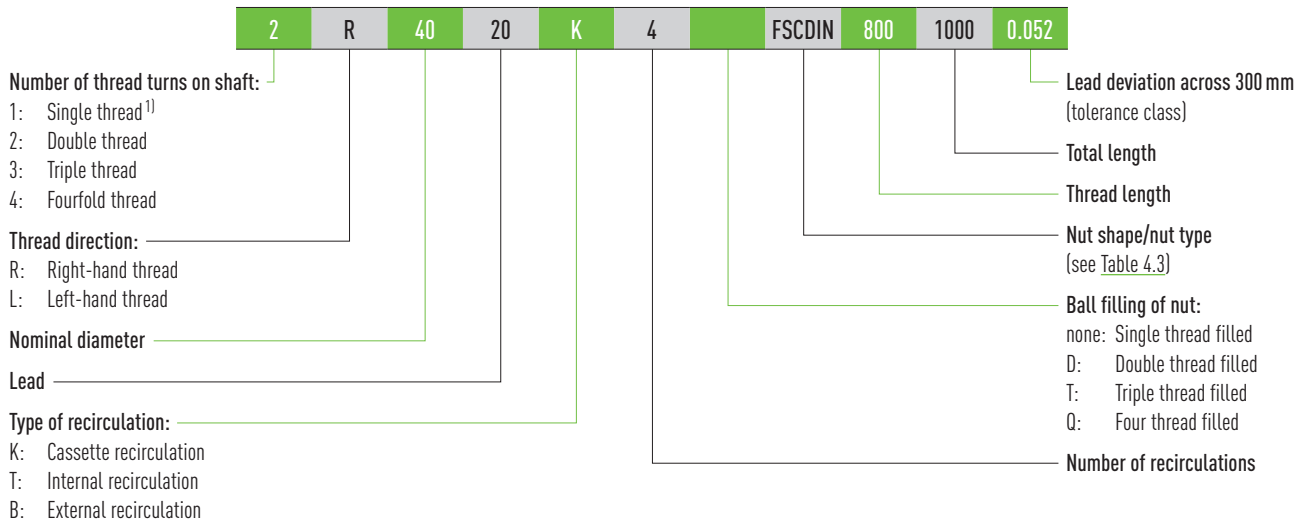 2 R 40 20 K 4 FSCDIN 800 1000 0.052
Number of thread turns on shaft:
1: Single thread 1)
2: Double thread
3: Triple thread
4: Fourfold thread
Thread direction:
R: Right-hand thread
L: Left-hand thread
Nominal diameter
Lead
Type of recirculation:
K: Cassette recirculation
T: Internal recirculation
B: External recirculation
Lead deviation across 300 mm
(tolerance class)
Total length
Thread length
Nut shape/nut type
(see Table 4.3)
Ball filling of nut:
none: Single thread filled
D: Double thread filled
T: Triple thread filled
Q: Four thread filled
Number of recirculations